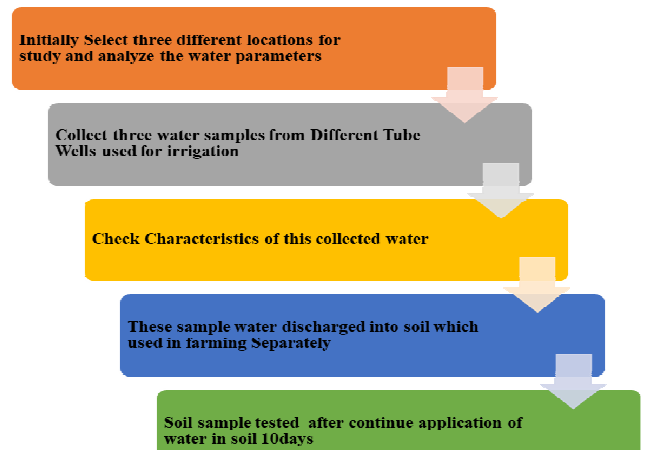 Initially Select three different locations for
study and analyze the water parameters
Collect three water samples from Different Tube
Wells used for irrigation
Check Characteristics of this collected water
These sample water discharged into soil which
used in farming Separately
Soil sample tested after continue application of
water in soil 10days